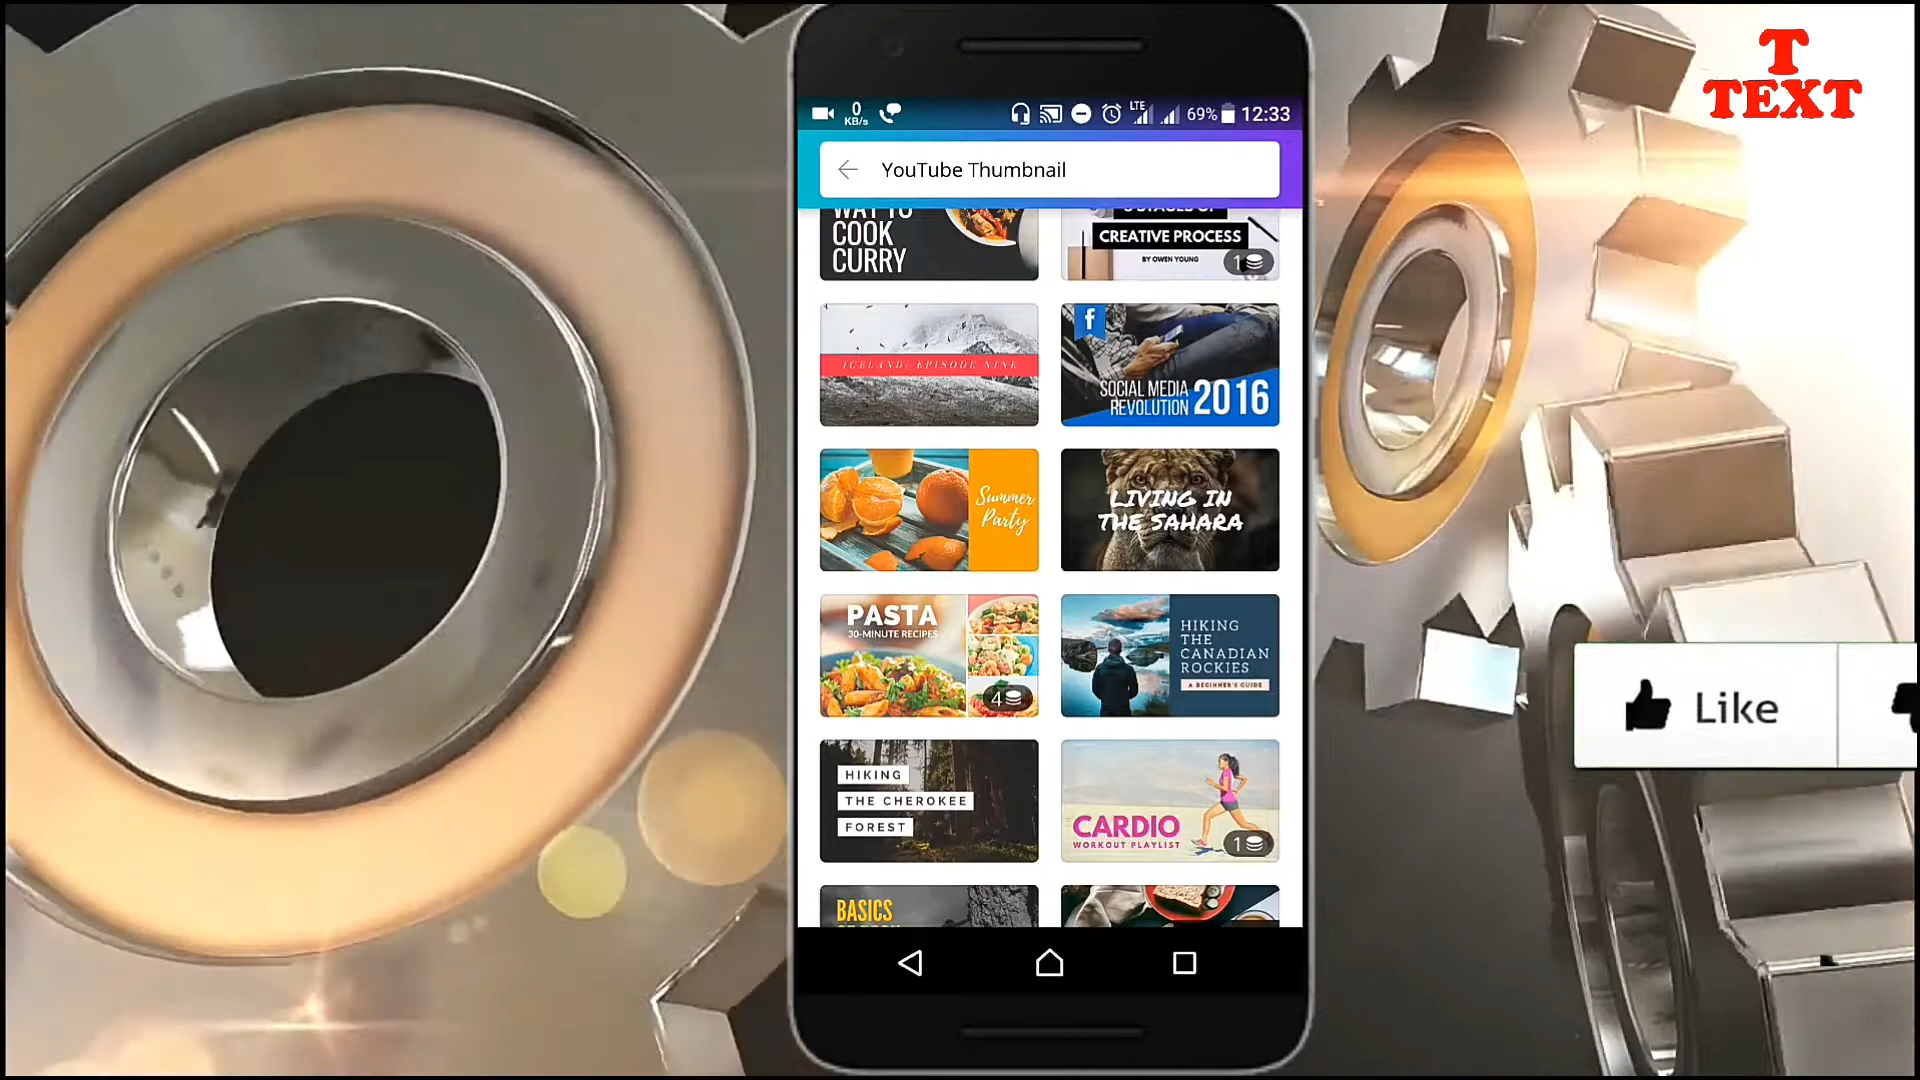 T
TEXT
0
KB/s
LTE
69%
12:33
YouTube Thumbnail
WAY TO
COOK
CURRY
CREATIVE PROCESS
BY OWEN YOUNG
1
ICELAND: EPISODE NINE
f
SOCIAL MEDIA
REVOLUTION 2016
Summer
Party
LIVING IN
THE SAHARA
PASTA
30-MINUTE RECIPES
4
HIKING
THE
CANADIAN
ROCKIES
A BEGINNER'S GUIDE
HIKING
THE CHEROKEE
FOREST
CARDIO
WORKOUT PLAYLIST
1
BASICS
Like